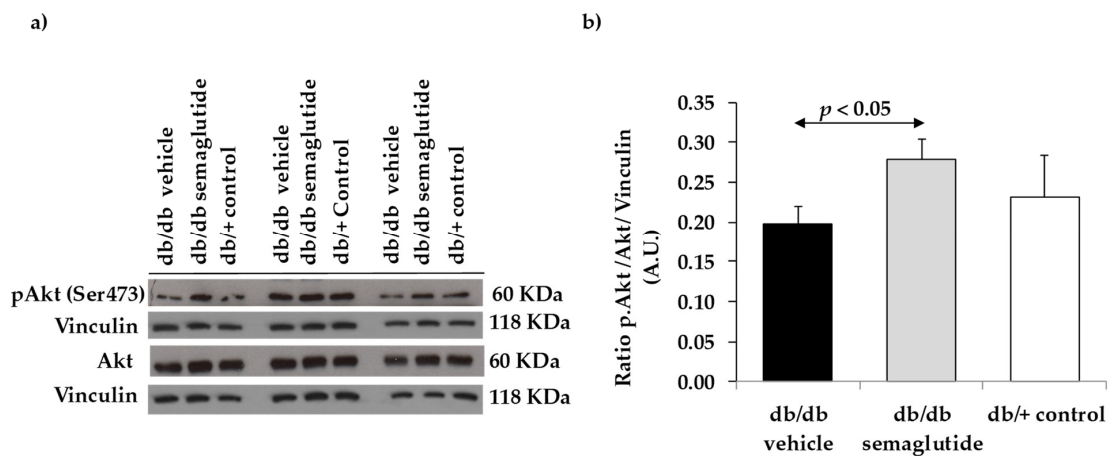 a)
db/db vehicle
db/db semaglutide
db/+ control
db/db vehicle
db/db semaglutide
db/+ Control
db/db vehicle
db/db semaglutide
db/+ control
pAkt (Ser473)
60 KDa
Vinculin
118 KDa
Akt
60 KDa
Vinculin
118 KDa
b)
Ratio p.Akt /Akt/ Vinculin
(A.U.)
0.35
0.30
0.25
0.20
0.15
0.10
0.05
0.00
p < 0.05
db/db
vehicle
db/db
semaglutide
db/+ control